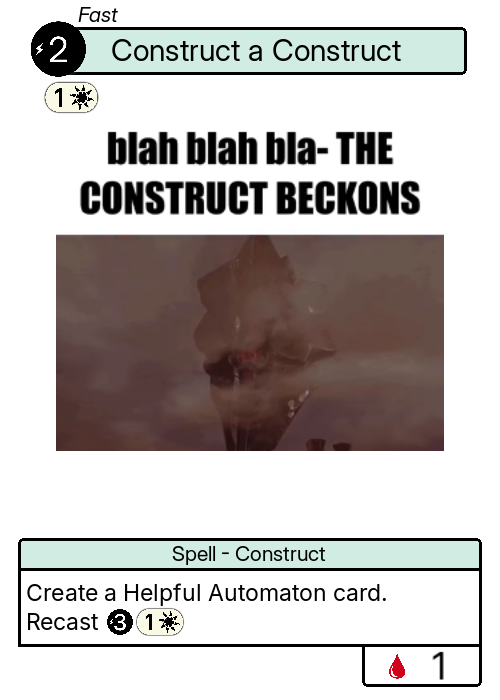 Fast
2 Construct a Construct
1
blah blah bla- THE
CONSTRUCT BECKONS
Spell - Construct
Create a Helpful Automaton card.
Recast 3 1
1